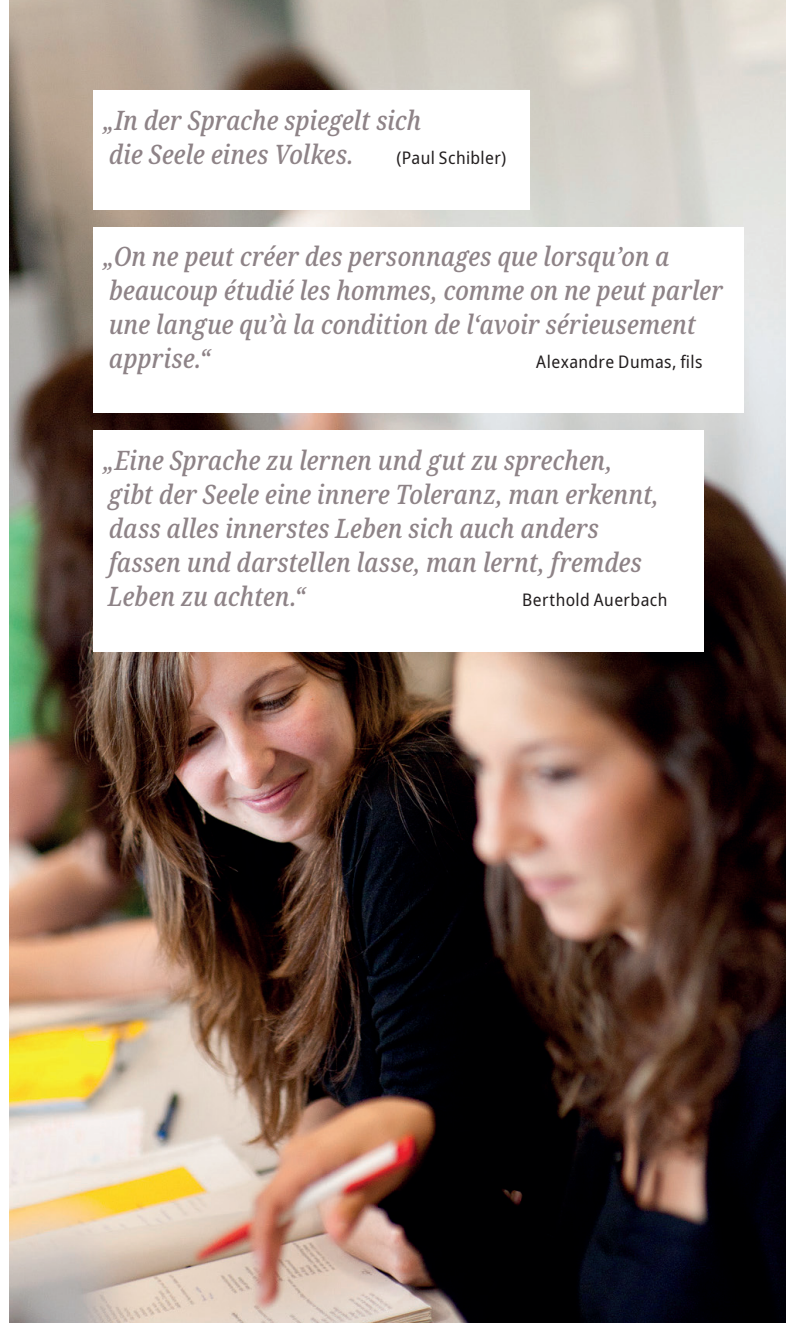 „In der Sprache spiegelt sich
die Seele eines Volkes. (Paul Schibler)
„On ne peut créer des personnages que lorsqu’on a
beaucoup étudié les hommes, comme on ne peut parler
une langue qu’à la condition de l‘avoir sérieusement
apprise.“ Alexandre Dumas, fils
„Eine Sprache zu lernen und gut zu sprechen,
gibt der Seele eine innere Toleranz, man erkennt,
dass alles innerstes Leben sich auch anders
fassen und darstellen lasse, man lernt, fremdes
Leben zu achten.“ Berthold Auerbach